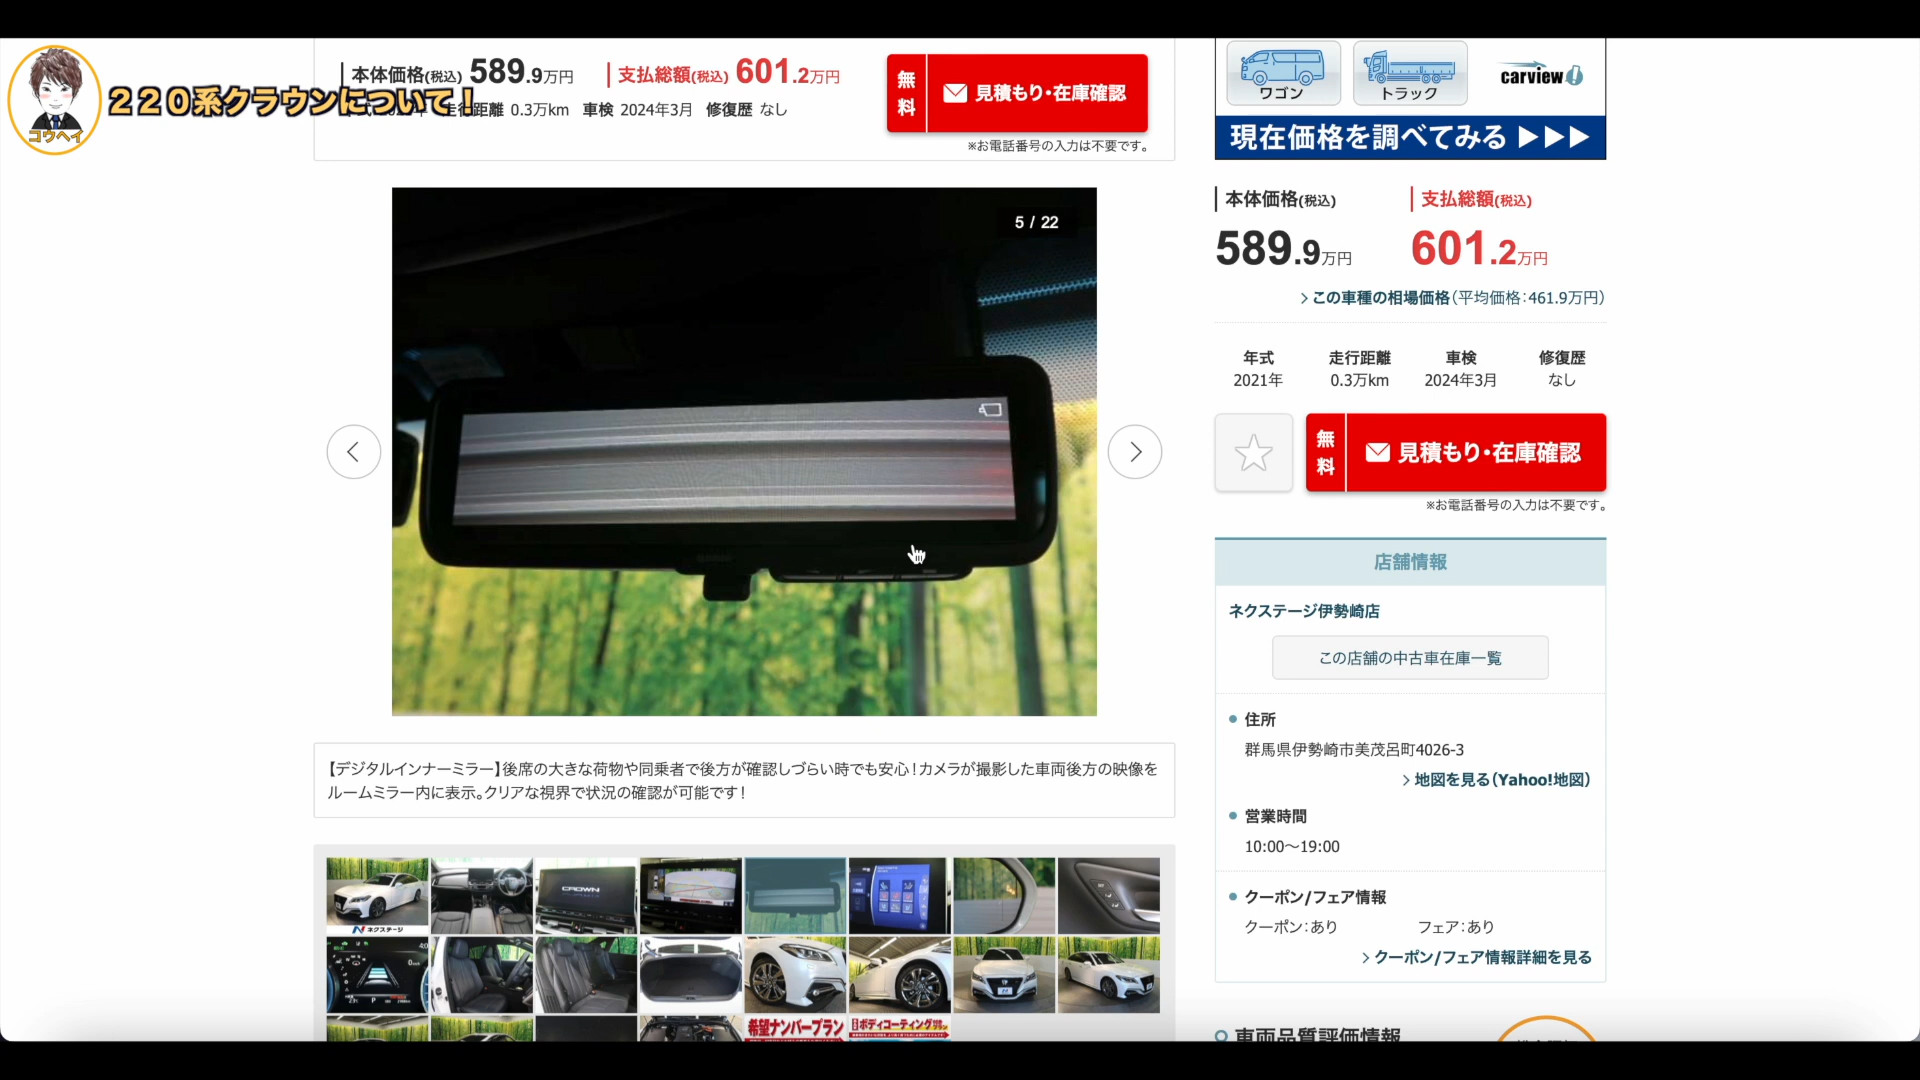 コウヘイ
220系クラウンについて!
本体価格(税込) 589.9万円
支払総額(税込) 601.2万円
走行距離 0.3万km 車検 2024年3月 修復歴 なし
無料
見積もり・在庫確認
※お電話番号の入力は不要です。
ワゴン
トラック
carview!
現在価格を調べてみる ▶▶▶
5 / 22
本体価格(税込)
支払総額(税込)
589.9万円
601.2万円
この車種の相場価格(平均価格:461.9万円)
年式 走行距離 車検 修復歴
2021年 0.3万km 2024年3月 なし
無料
見積もり・在庫確認
※お電話番号の入力は不要です。
店舗情報
ネクステージ伊勢崎店
この店舗の中古車在庫一覧
住所
群馬県伊勢崎市美茂呂町4026-3
地図を見る(Yahoo!地図)
営業時間
10:00〜19:00
クーポン/フェア情報
クーポン:あり フェア:あり
クーポン/フェア情報詳細を見る
車両品質評価情報
【デジタルインナーミラー】後席の大きな荷物や同乗者で後方が確認しづらい時でも安心!カメラが撮影した車両後方の映像を
ルームミラー内に表示。クリアな視界で状況の確認が可能です!
ネクステージ
CROWN
希望ナンバープラン
ボディコーティング